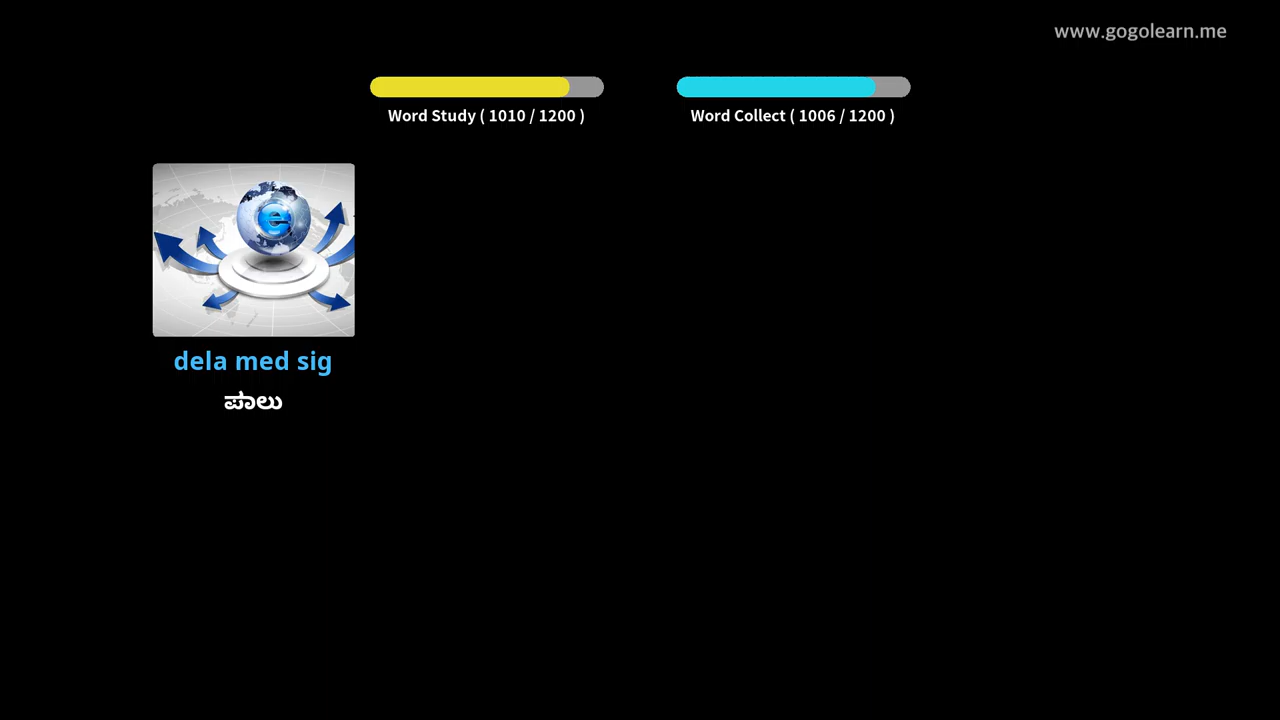 www.gogolearn.me
Word Study ( 1010 / 1200 )
Word Collect ( 1006 / 1200 )
e
dela med sig
ಪಾಲು